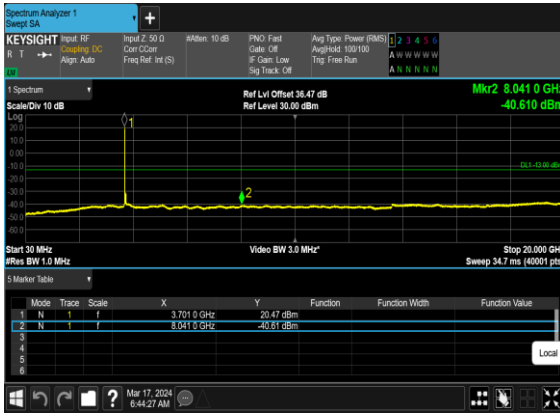 Spectrum Analyzer 1
Swept SA
+
KEYSIGHT Input: RF Input Z: 50 Ω #Atten: 10 dB PNO: Fast Avg Type: Power (RMS) 1 2 3 4 5 6
R T Coupling: DC Corr CCorr Gate: Off Avg|Hold: 100/100 A W W W W W
Align: Auto Freq Ref: Int (S) IF Gain: Low Trig: Free Run
Sig Track: Off A N N N N N
1 Spectrum Ref Lvl Offset 36.47 dB Mkr2 8.041 0 GHz
Scale/Div 10 dB Ref Level 30.00 dBm -40.610 dBm
Log
20.0
10.0
0.00
-10.0
-20.0
-30.0
-40.0
-50.0
-60.0
1
2
DL1 -13.00 dBm
Start 30 MHz Video BW 3.0 MHz* Stop 20.000 GHz
#Res BW 1.0 MHz Sweep 34.7 ms (40001 pts)
5 Marker Table
Mode Trace Scale X Y Function Function Width Function Value
1 N 1 f 3.701 0 GHz 20.47 dBm
2 N 1 f 8.041 0 GHz -40.61 dBm
3
4
5
6
Local
? Mar 17, 2024
6:44:27 AM